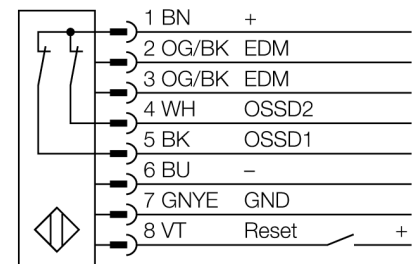 1 BN +
2 OG/BK EDM
3 OG/BK EDM
4 WH OSSD2
5 BK OSSD1
6 BU –
7 GNYE GND
8 VT Reset +